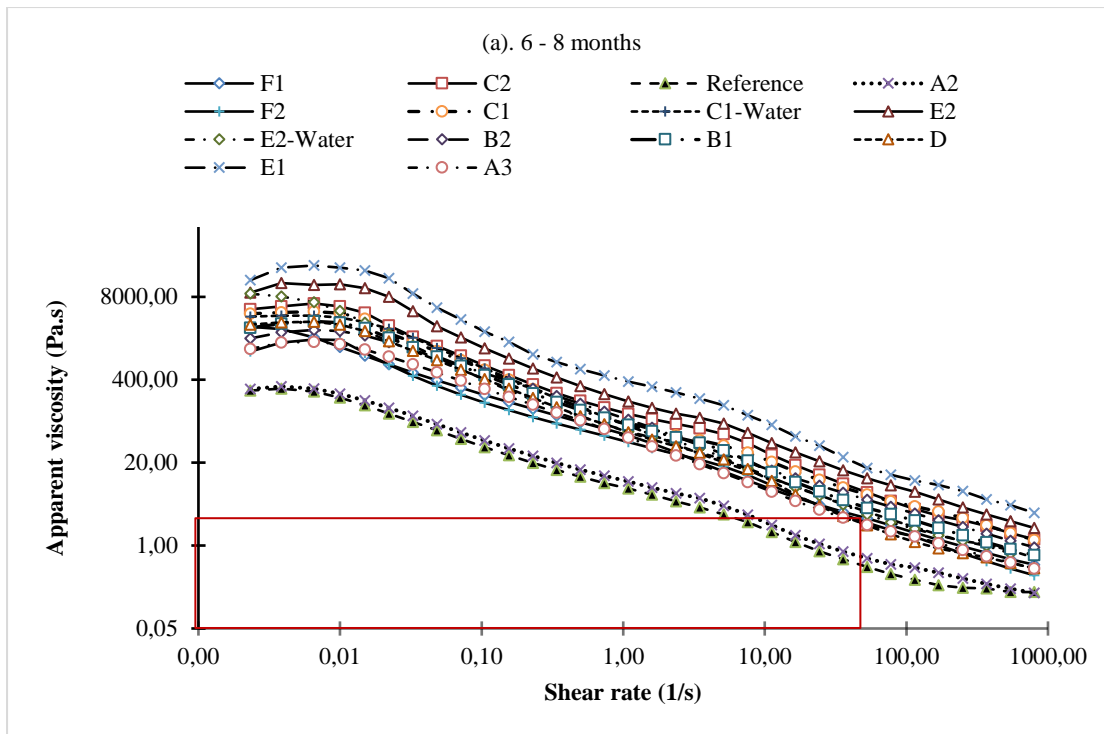 (a). 6 - 8 months
F1 C2 Reference A2
F2 C1 C1-Water E2
E2-Water B2 B1 D
E1 A3
Apparent viscosity (Pa.s)
8000,00
400,00
20,00
1,00
0,05
0,00 0,01 0,10 1,00 10,00 100,00 1000,00
Shear rate (1/s)